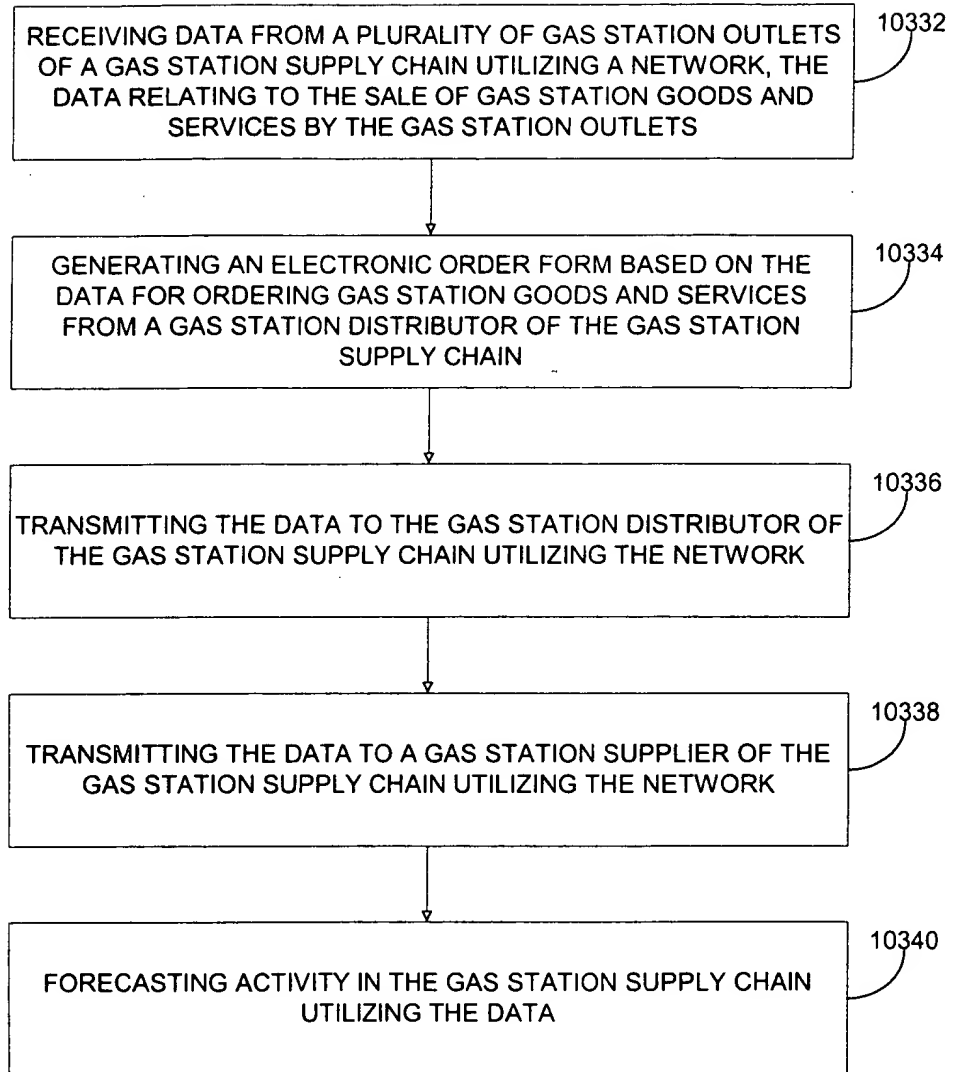 10332
RECEIVING DATA FROM A PLURALITY OF GAS STATION OUTLETS
OF A GAS STATION SUPPLY CHAIN UTILIZING A NETWORK, THE
DATA RELATING TO THE SALE OF GAS STATION GOODS AND
SERVICES BY THE GAS STATION OUTLETS
10334
GENERATING AN ELECTRONIC ORDER FORM BASED ON THE
DATA FOR ORDERING GAS STATION GOODS AND SERVICES
FROM A GAS STATION DISTRIBUTOR OF THE GAS STATION
SUPPLY CHAIN
10336
TRANSMITTING THE DATA TO THE GAS STATION DISTRIBUTOR OF
THE GAS STATION SUPPLY CHAIN UTILIZING THE NETWORK
10338
TRANSMITTING THE DATA TO A GAS STATION SUPPLIER OF THE
GAS STATION SUPPLY CHAIN UTILIZING THE NETWORK
10340
FORECASTING ACTIVITY IN THE GAS STATION SUPPLY CHAIN
UTILIZING THE DATA